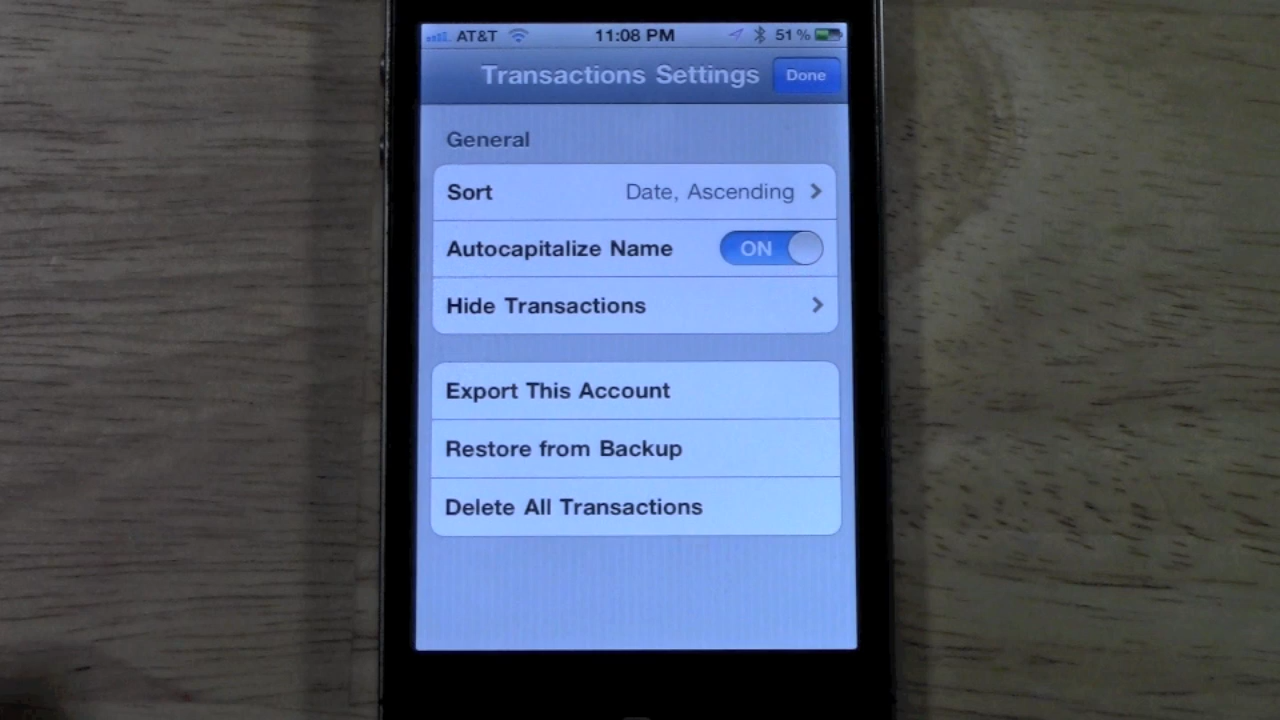 AT&T 11:08 PM 51%
Transactions Settings Done
General
Sort Date, Ascending
Autocapitalize Name ON
Hide Transactions
Export This Account
Restore from Backup
Delete All Transactions